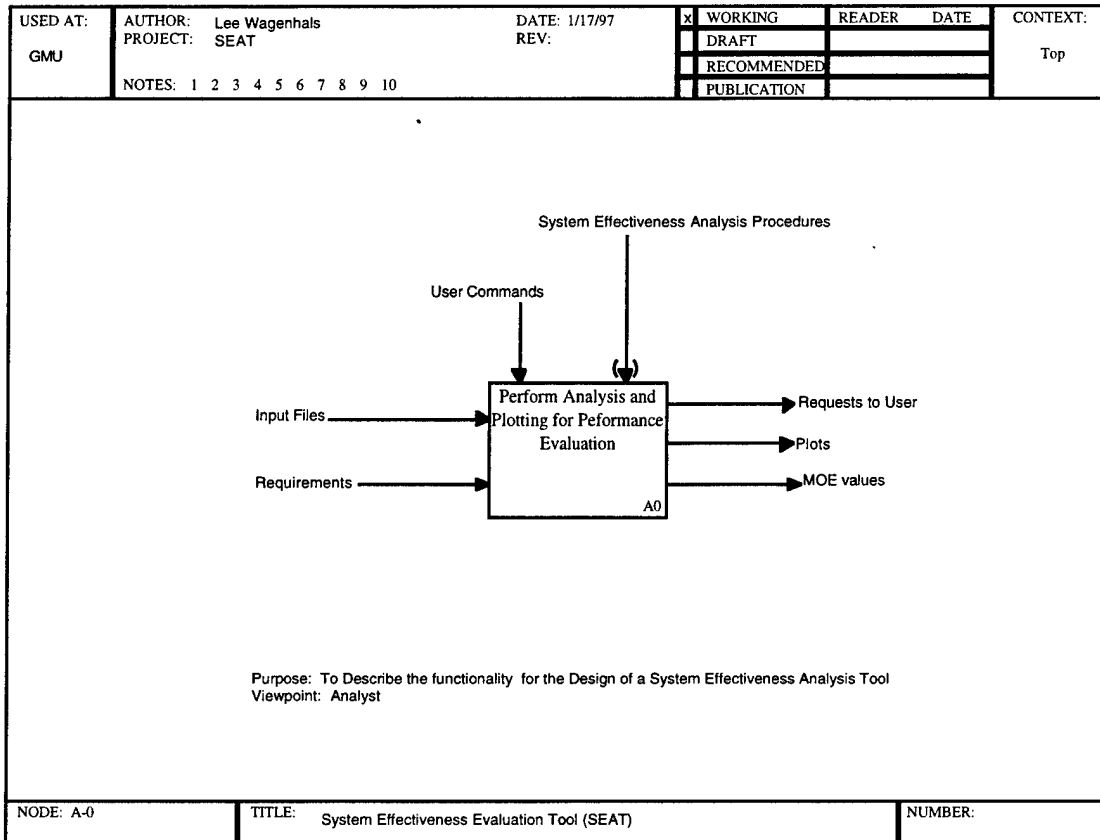 USED AT:
GMU
AUTHOR: Lee Wagenhals
PROJECT: SEAT
DATE: 1/17/97
REV:
NOTES: 1 2 3 4 5 6 7 8 9 10
x WORKING
DRAFT
RECOMMENDED
PUBLICATION
READER DATE
CONTEXT:
Top
System Effectiveness Analysis Procedures
User Commands
( )
Input Files
Requirements
Perform Analysis and
Plotting for Peformance
Evaluation
A0
Requests to User
Plots
MOE values
Purpose: To Describe the functionality for the Design of a System Effectiveness Analysis Tool
Viewpoint: Analyst
NODE: A-0
TITLE: System Effectiveness Evaluation Tool (SEAT)
NUMBER: